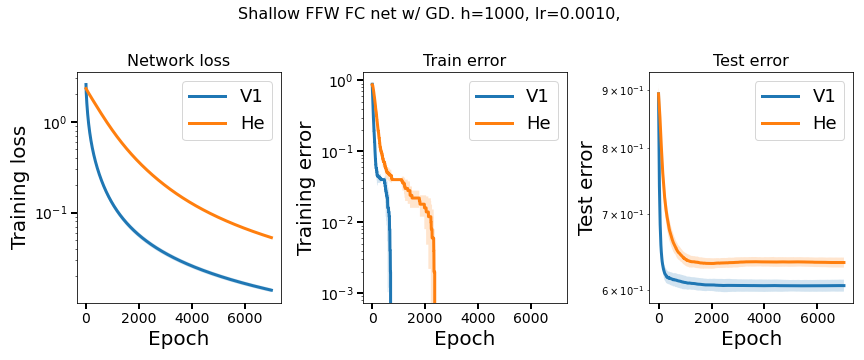 Shallow FFW FC net w/ GD. h=1000, lr=0.0010,
Network loss
Training loss
10⁰
10⁻¹
V1
He
0 2000 4000 6000
Epoch
Train error
Training error
10⁰
10⁻¹
10⁻²
10⁻³
V1
He
0 2000 4000 6000
Epoch
Test error
Test error
9 × 10⁻¹
8 × 10⁻¹
7 × 10⁻¹
6 × 10⁻¹
V1
He
0 2000 4000 6000
Epoch